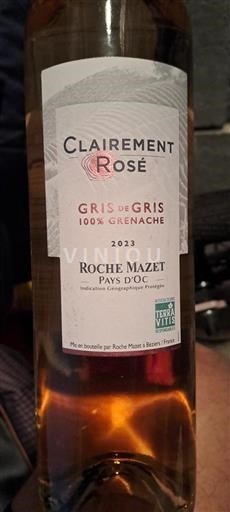 CLAIREMENT
ROSÉ
GRIS DE GRIS
100% GRENACHE
2023
VINIOU
ROCHE MAZET
PAYS D'OC
Indication Géographique Protégée
TERRA
VITIS
Mis en bouteille par Roche Mazet à Béziers / France